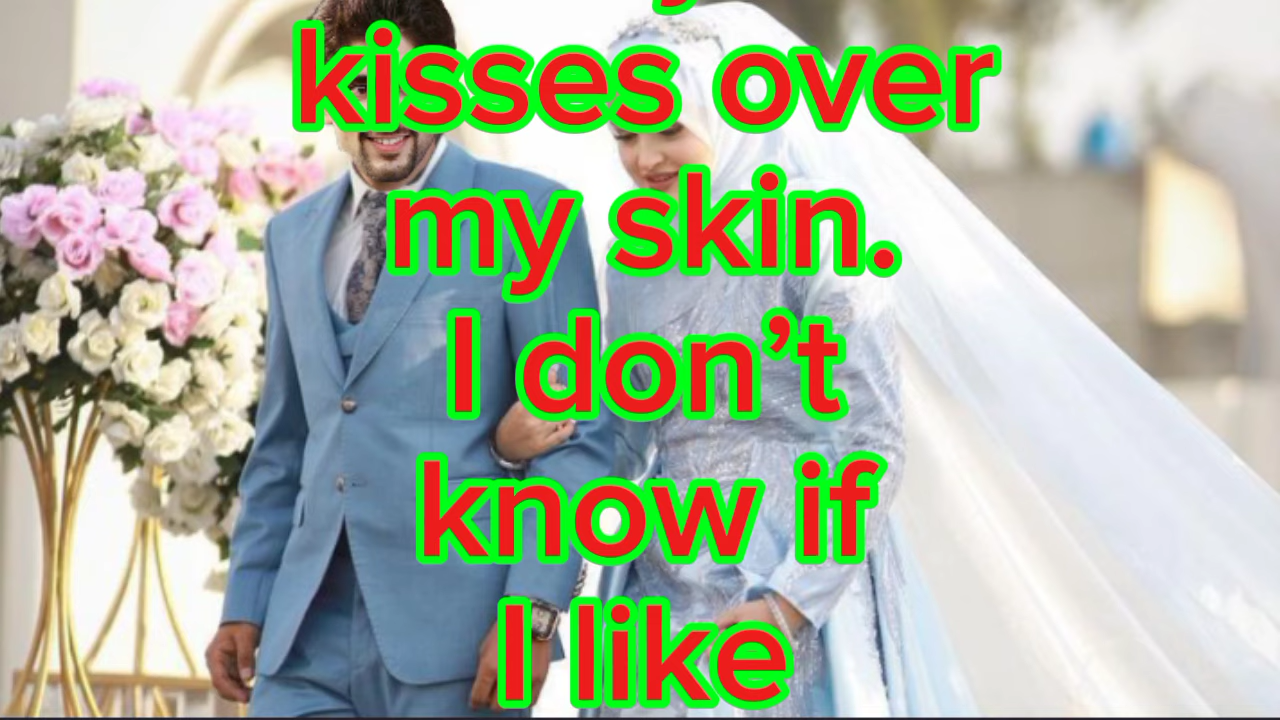 kisses over
my skin.
I don’t
know if
I like